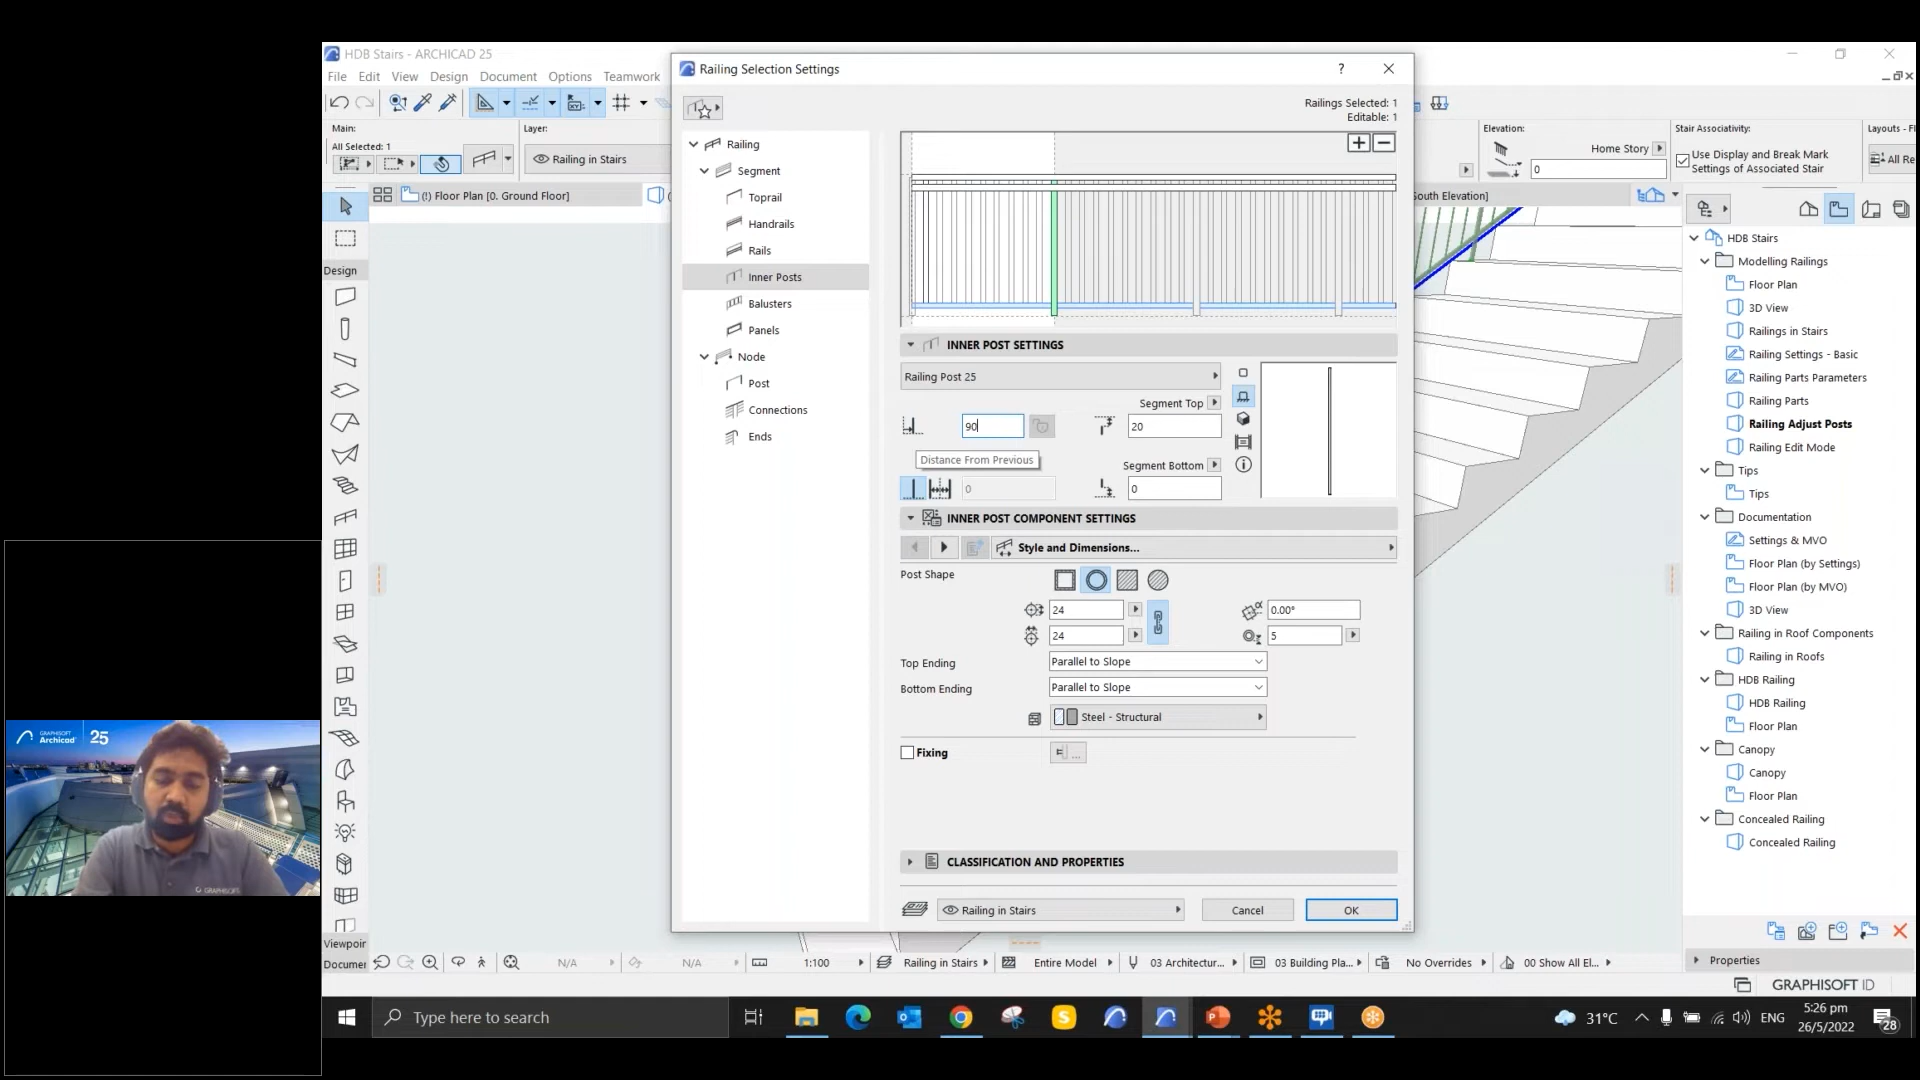 HDB Stairs - ARCHICAD 25
File Edit View Design Document Options Teamwork
Main:
All Selected: 1
Layer:
Railing in Stairs
(!) Floor Plan [0. Ground Floor]
Design
Viewpoir
Documer
Railing Selection Settings
?
Railings Selected: 1
Editable: 1
Railing
Segment
Toprail
Handrails
Rails
Inner Posts
Balusters
Panels
Node
Post
Connections
Ends
INNER POST SETTINGS
Railing Post 25
Segment Top
90
20
Distance From Previous
Segment Bottom
0
0
INNER POST COMPONENT SETTINGS
Style and Dimensions...
Post Shape
24
0.00°
24
5
Top Ending
Parallel to Slope
Bottom Ending
Parallel to Slope
Steel - Structural
Fixing
CLASSIFICATION AND PROPERTIES
Railing in Stairs
Cancel
OK
Elevation:
Home Story
0
Stair Associativity:
Use Display and Break Mark
Settings of Associated Stair
Layouts - Fl
All Re
South Elevation]
HDB Stairs
Modelling Railings
Floor Plan
3D View
Railings in Stairs
Railing Settings - Basic
Railing Parts Parameters
Railing Parts
Railing Adjust Posts
Railing Edit Mode
Tips
Tips
Documentation
Settings & MVO
Floor Plan (by Settings)
Floor Plan (by MVO)
3D View
Railing in Roof Components
Railing in Roofs
HDB Railing
HDB Railing
Floor Plan
Canopy
Canopy
Floor Plan
Concealed Railing
Concealed Railing
Properties
GRAPHISOFT ID
N/A
N/A
1:100
Railing in Stairs
Entire Model
03 Architectur...
03 Building Pla...
No Overrides
00 Show All El...
Type here to search
31°C
ENG
5:26 pm
26/5/2022
28
GRAPHISOFT
Archicad
25
GRAPHISOFT